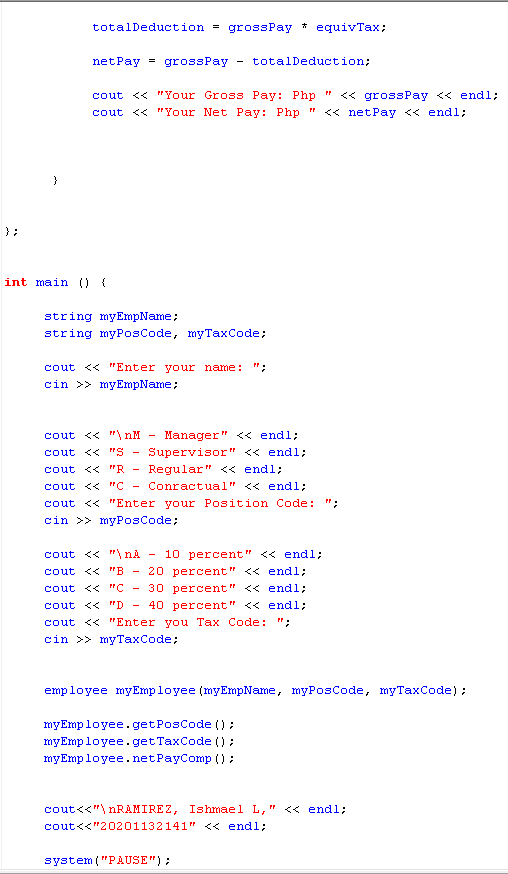 totalDeduction = grossPay * equivTax;
netPay = grossPay - totalDeduction;
cout << "Your Gross Pay: Php " << grossPay << endl;
cout << "Your Net Pay: Php " << netPay << endl;
}
};
int main () {
string myEmpName;
string myPosCode, myTaxCode;
cout << "Enter your name: ";
cin >> myEmpName;
cout << "\nM - Manager" << endl;
cout << "S - Supervisor" << endl;
cout << "R - Regular" << endl;
cout << "C - Conractual" << endl;
cout << "Enter your Position Code: ";
cin >> myPosCode;
cout << "\nA - 10 percent" << endl;
cout << "B - 20 percent" << endl;
cout << "C - 30 percent" << endl;
cout << "D - 40 percent" << endl;
cout << "Enter you Tax Code: ";
cin >> myTaxCode;
employee myEmployee(myEmpName, myPosCode, myTaxCode);
myEmployee.getPosCode();
myEmployee.getTaxCode();
myEmployee.netPayComp();
cout<<"\nRAMIREZ, Ishmael L," << endl;
cout<<"20201132141" << endl;
system("PAUSE");